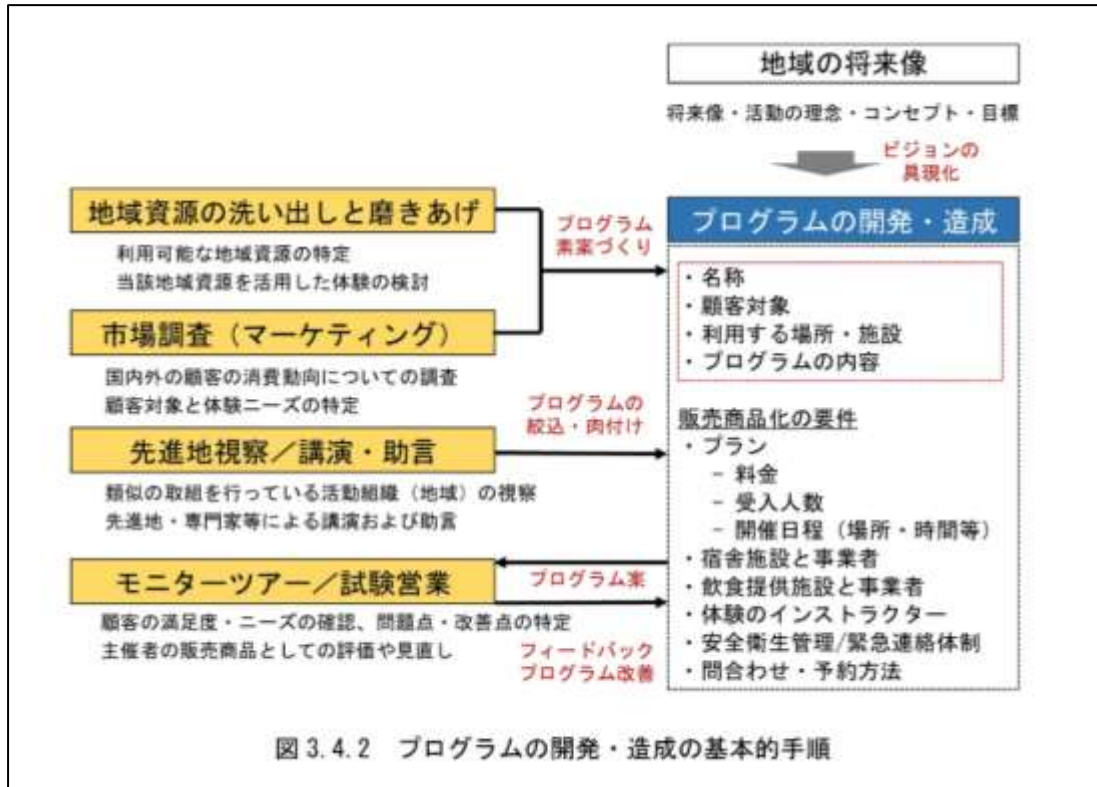 地域の将来像
将来像・活動の理念・コンセプト・目標
ビジョンの
具現化
地域資源の洗い出しと磨きあげ
利用可能な地域資源の特定
当該地域資源を活用した体験の検討
市場調査（マーケティング）
国内外の顧客の消費動向についての調査
顧客対象と体験ニーズの特定
先進地視察／講演・助言
類似の取組を行っている活動組織（地域）の視察
先進地・専門家等による講演および助言
モニターツアー／試験営業
顧客の満足度・ニーズの確認、問題点・改善点の特定
主催者の販売商品としての評価や見直し
プログラム
素案づくり
プログラムの
絞込・肉付け
プログラム案
フィードバック
プログラム改善
プログラムの開発・造成
・名称
・顧客対象
・利用する場所・施設
・プログラムの内容
販売商品化の要件
・プラン
－ 料金
－ 受入人数
－ 開催日程（場所・時間等）
・宿舎施設と事業者
・飲食提供施設と事業者
・体験のインストラクター
・安全衛生管理/緊急連絡体制
・問合わせ・予約方法
図3.4.2 プログラムの開発・造成の基本的手順